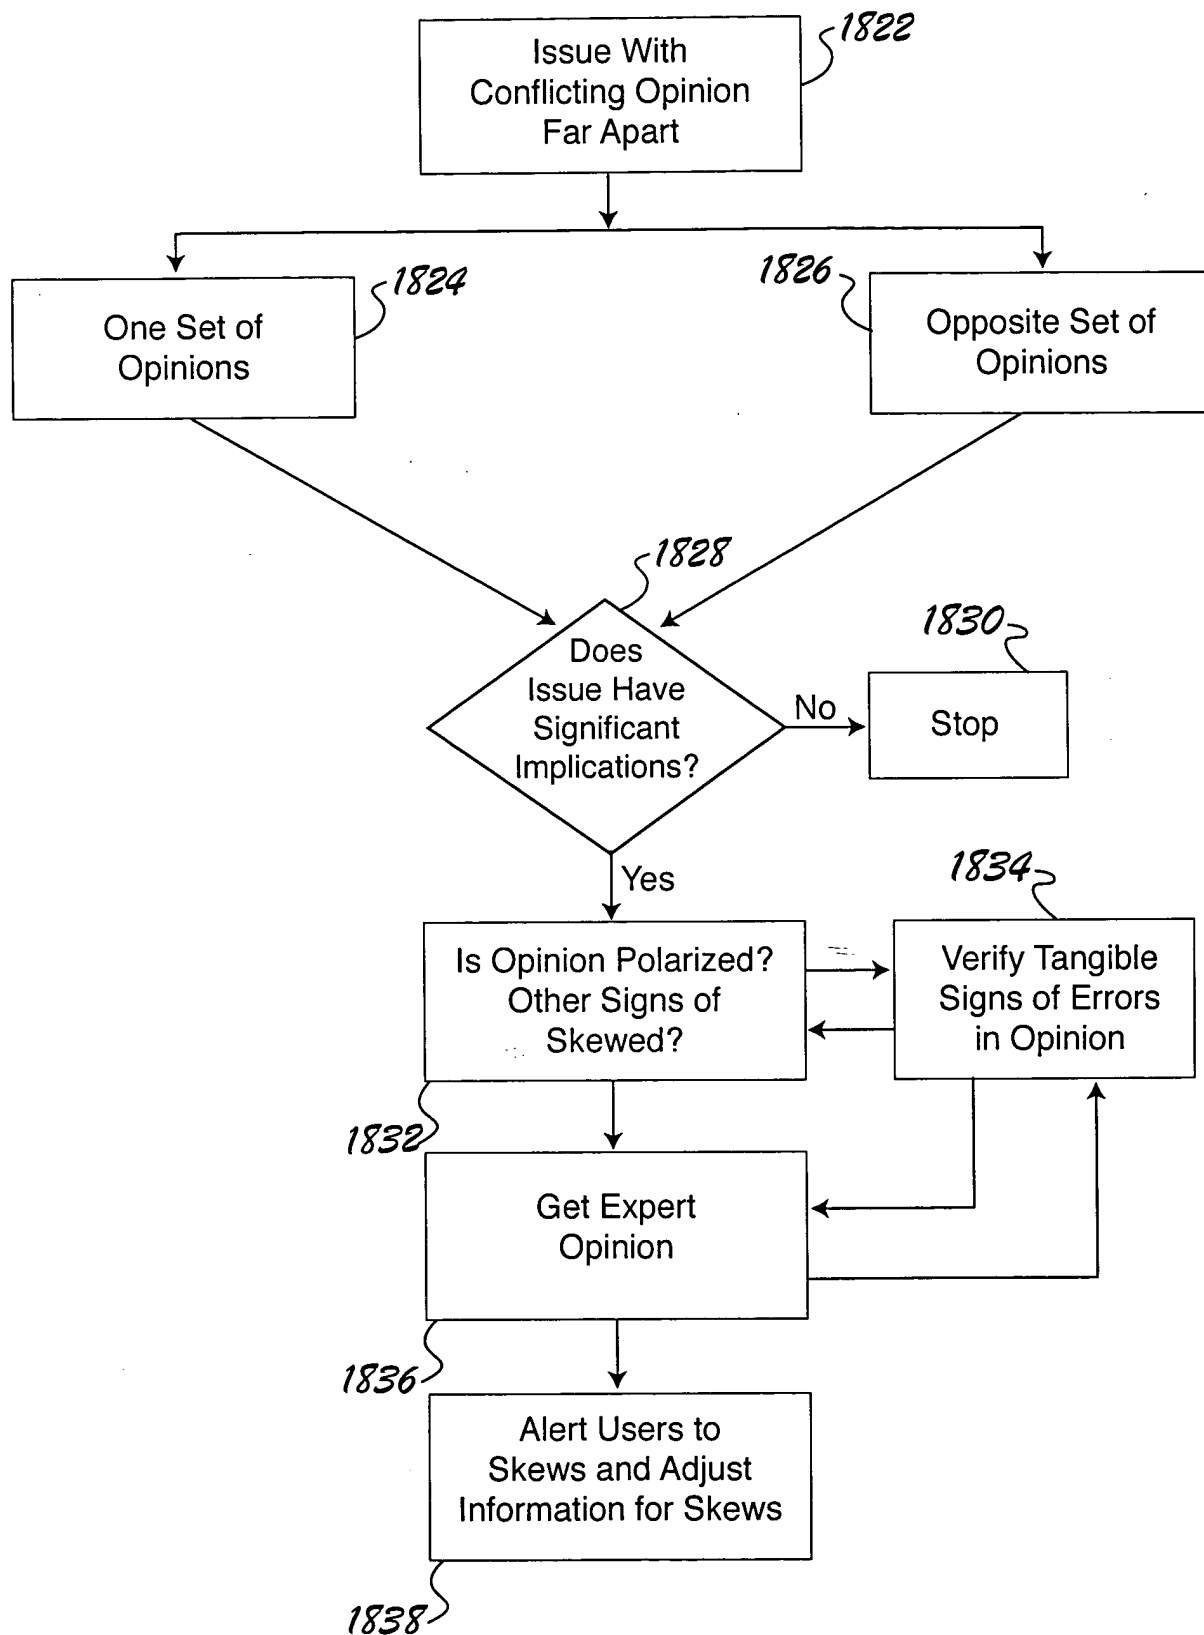 1822
Issue With
Conflicting Opinion
Far Apart
1824
One Set of
Opinions
1826
Opposite Set of
Opinions
1828
Does
Issue Have
Significant
Implications?
No
1830
Stop
Yes
Is Opinion Polarized?
Other Signs of
Skewed?
1832
1834
Verify Tangible
Signs of Errors
in Opinion
Get Expert
Opinion
1836
Alert Users to
Skews and Adjust
Information for Skews
1838